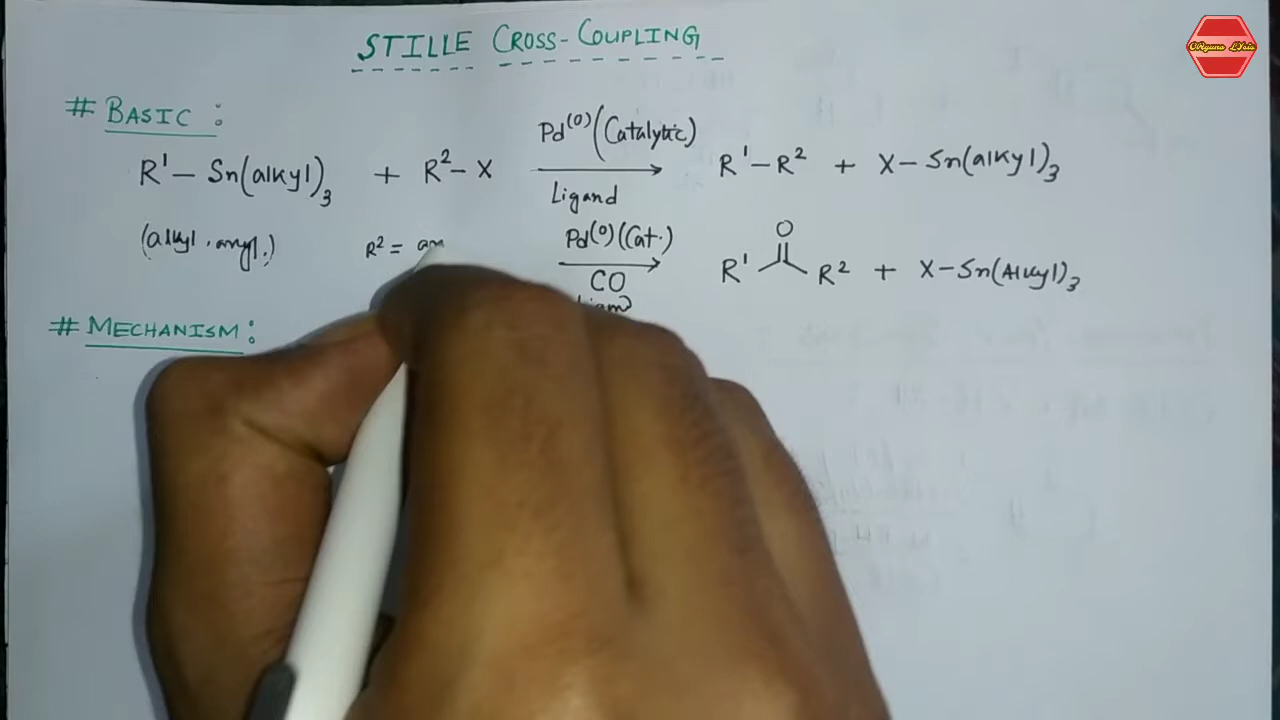 STILLE CROSS-COUPLING
# BASIC :
R¹ – Sn(alkyl)₃ + R² – X Pd⁽⁰⁾(Catalytic) Ligand R¹ – R² + X – Sn(alkyl)₃
(alkyl, aryl.) R² =
Pd⁽⁰⁾(Cat.) CO R¹ O R² + X – Sn(Alkyl)₃
# MECHANISM :